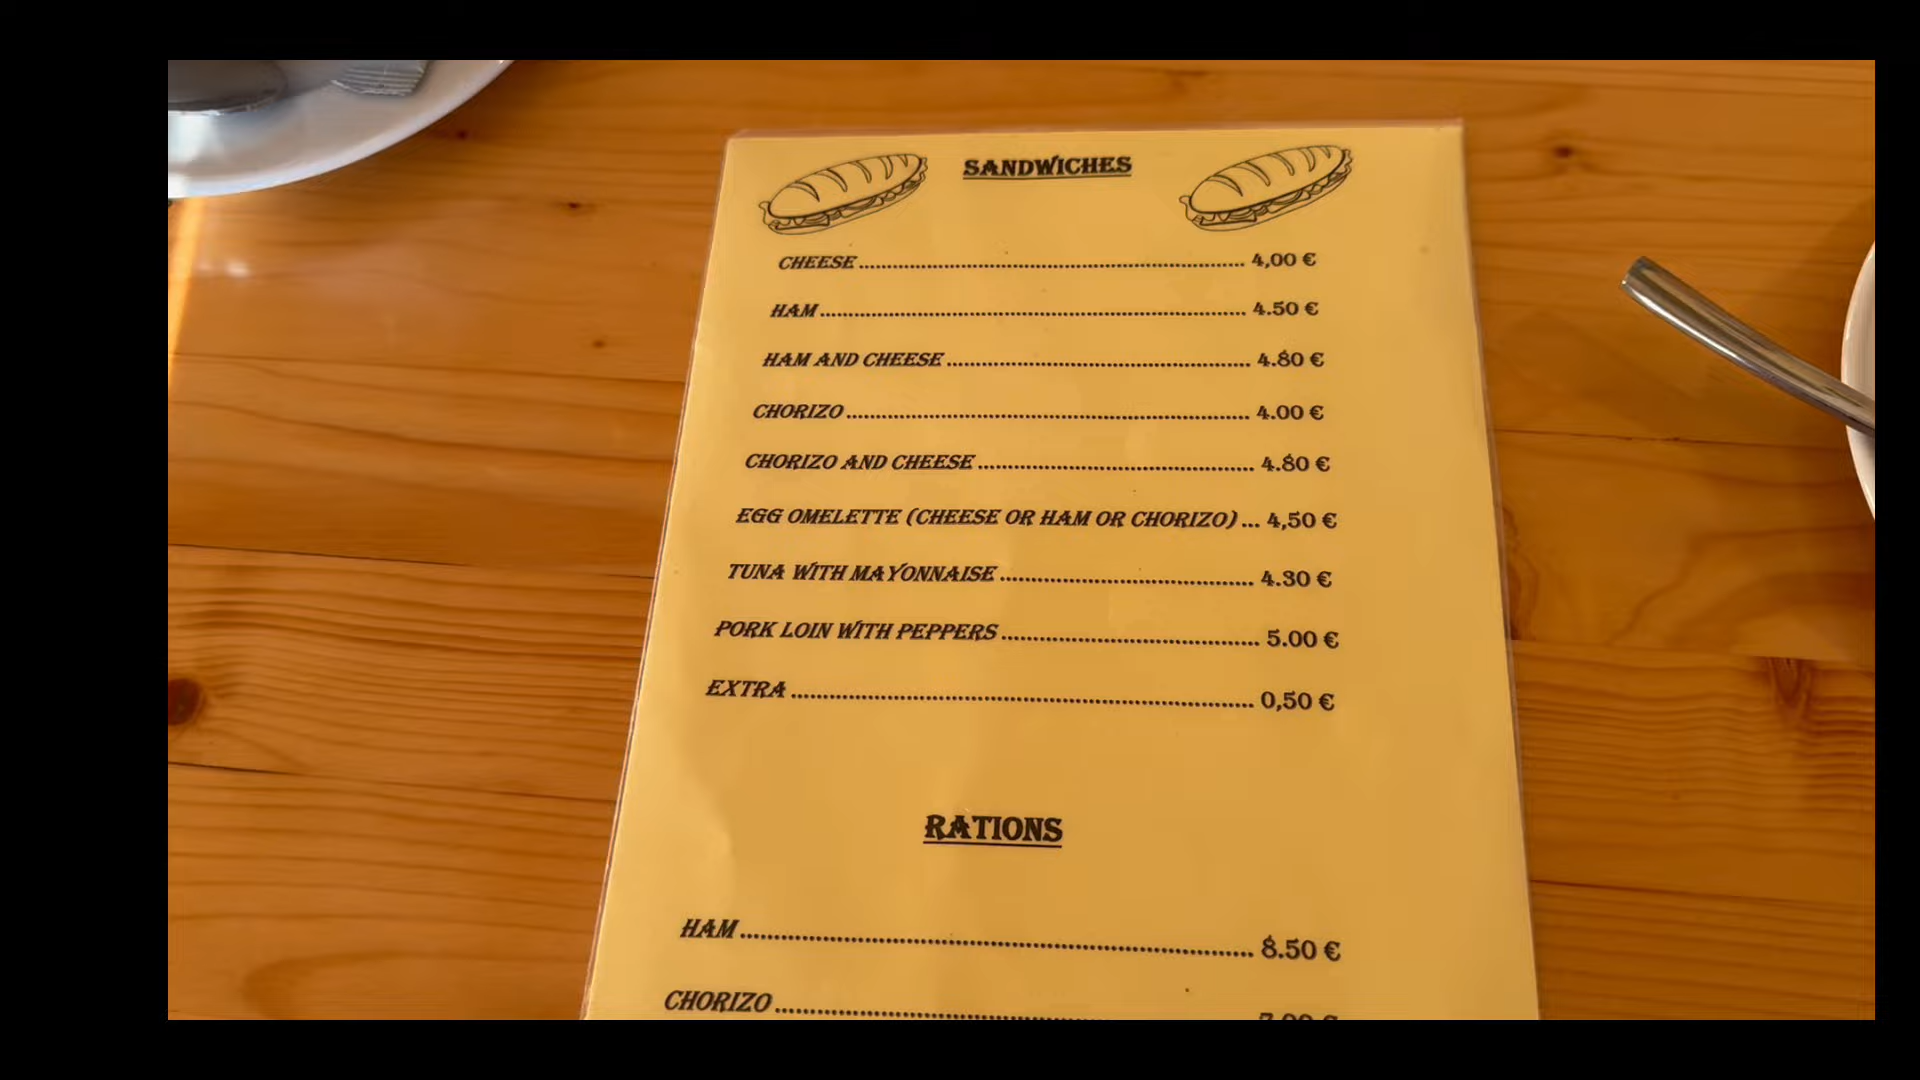 SANDWICHES
CHEESE.......... 4,00 €
HAM.......... 4.50 €
HAM AND CHEESE.......... 4.80 €
CHORIZO.......... 4.00 €
CHORIZO AND CHEESE.......... 4.80 €
EGG OMELETTE (CHEESE OR HAM OR CHORIZO)... 4,50 €
TUNA WITH MAYONNAISE.......... 4.30 €
PORK LOIN WITH PEPPERS.......... 5.00 €
EXTRA.......... 0,50 €
RATIONS
HAM.......... 8.50 €
CHORIZO..........